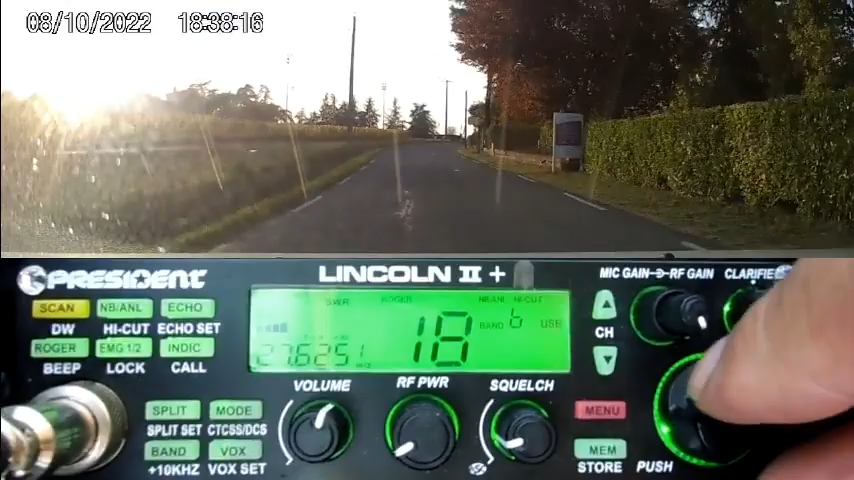 08/10/2022 18:38:16
PRESIDENT LINCOLN II + MIC GAIN RF GAIN CLARIFIE
SCAN NB/ANL ECHO
DW HI-CUT ECHO SET
ROGER EMG 1/2 INDIC
BEEP LOCK CALL
SWR ROGER NB/ANL HI-CUT
18 BAND 6 USB
27.6251
CH
VOLUME RF PWR SQUELCH
SPLIT MODE
SPLIT SET CTCSS/DCS
BAND VOX
+10KHz VOX SET
MENU
MEM
STORE PUSH